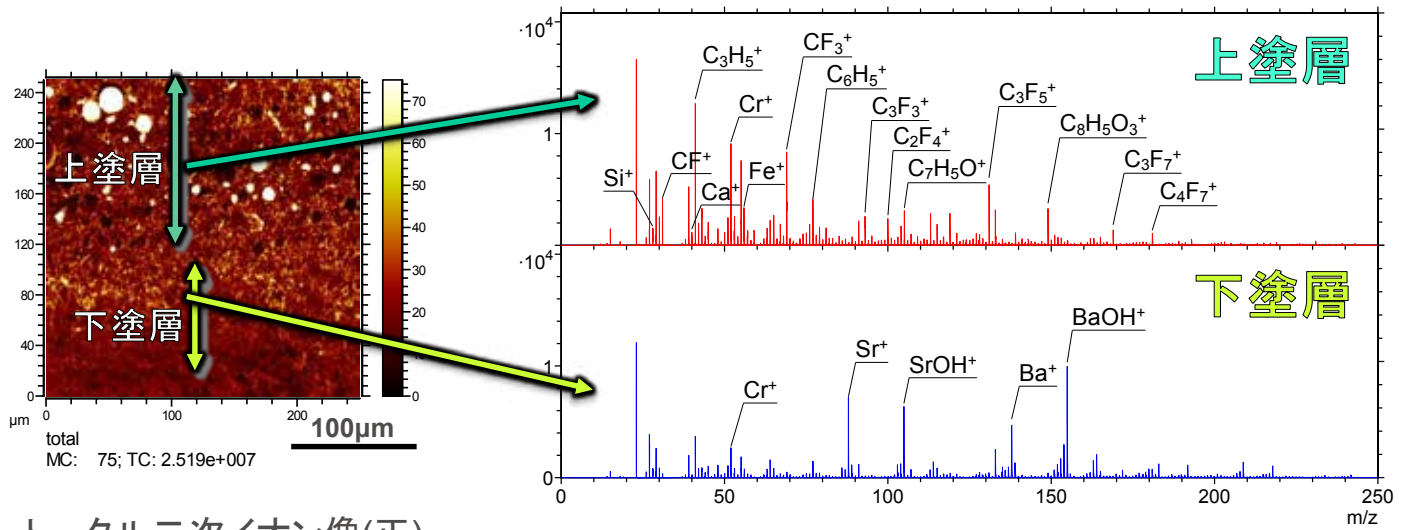 ·10⁴
1
C₃H₅⁺
CF₃⁺
C₆H₅⁺
Cr⁺
C₃F₃⁺
C₂F₄⁺
C₃F₅⁺
C₈H₅O₃⁺
C₃F₇⁺
C₄F₇⁺
Si⁺
CF⁺
Ca⁺
Fe⁺
C₇H₅O⁺
上塗層
240
200
160
120
80
40
0
上塗層
下塗層
70
60
50
40
30
20
0
μm
0
100
200
total
MC: 75; TC: 2.519e+007
100μm
·10⁴
1
0
下塗層
Cr⁺
Sr⁺
SrOH⁺
Ba⁺
BaOH⁺
0
50
100
150
200
250
m/z